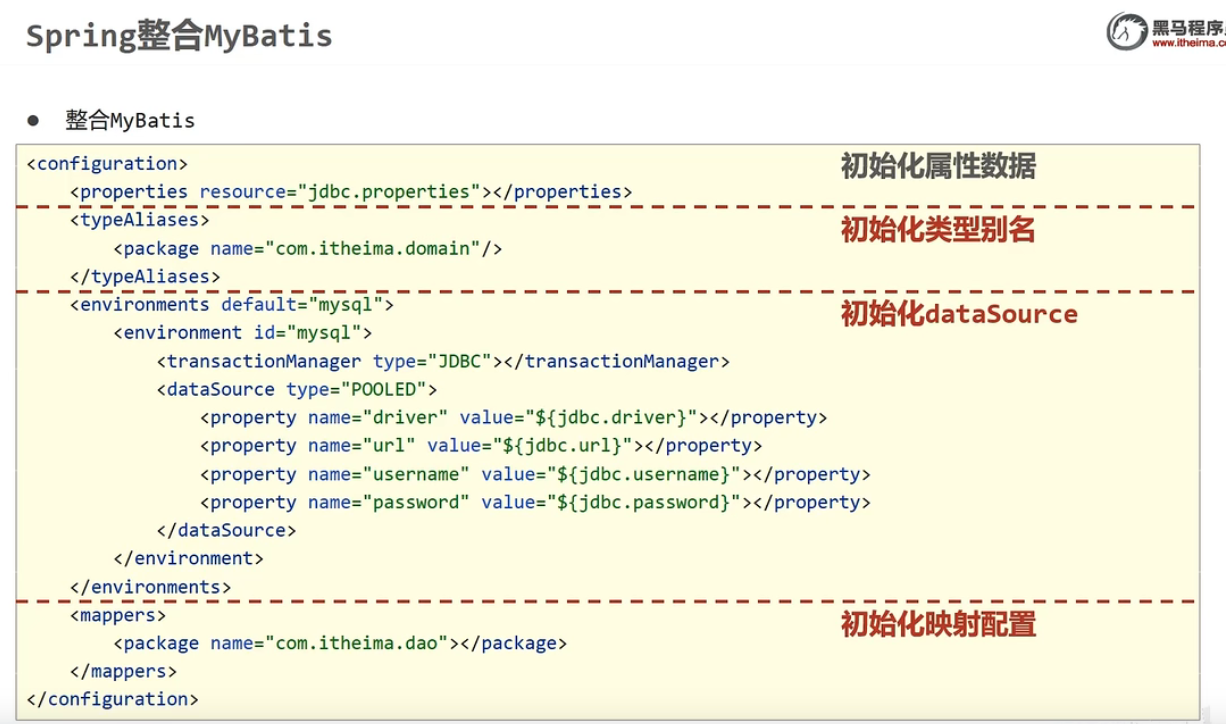 Spring整合MyBatis
黑马程序
www.itheima.c
● 整合MyBatis
<configuration>
初始化属性数据
<properties resource="jdbc.properties"></properties>
<typeAliases>
初始化类型别名
<package name="com.itheima.domain"/>
</typeAliases>
<environments default="mysql">
初始化dataSource
<environment id="mysql">
<transactionManager type="JDBC"></transactionManager>
<dataSource type="POOLED">
<property name="driver" value="${jdbc.driver}"></property>
<property name="url" value="${jdbc.url}"></property>
<property name="username" value="${jdbc.username}"></property>
<property name="password" value="${jdbc.password}"></property>
</dataSource>
</environment>
</environments>
<mappers>
初始化映射配置
<package name="com.itheima.dao"></package>
</mappers>
</configuration>